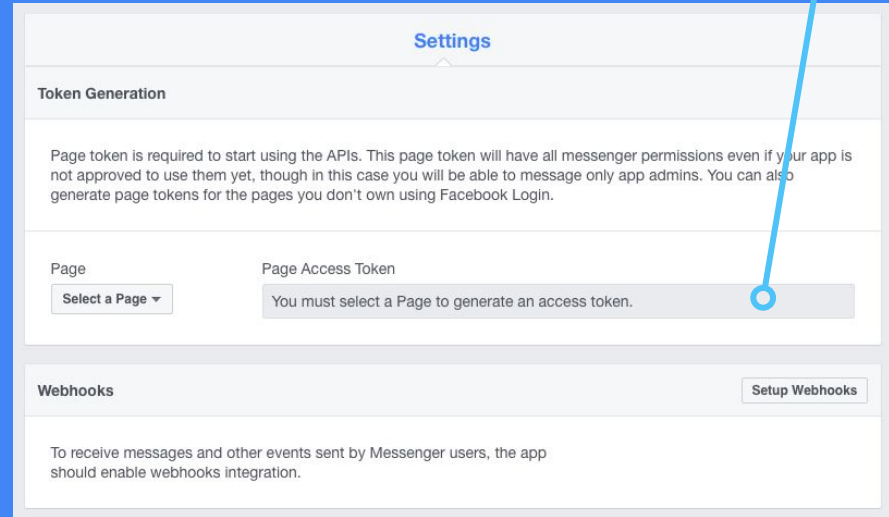 Settings
Token Generation
Page token is required to start using the APIs. This page token will have all messenger permissions even if your app is
not approved to use them yet, though in this case you will be able to message only app admins. You can also
generate page tokens for the pages you don't own using Facebook Login.
Page
Page Access Token
Select a Page
You must select a Page to generate an access token.
Webhooks
Setup Webhooks
To receive messages and other events sent by Messenger users, the app
should enable webhooks integration.